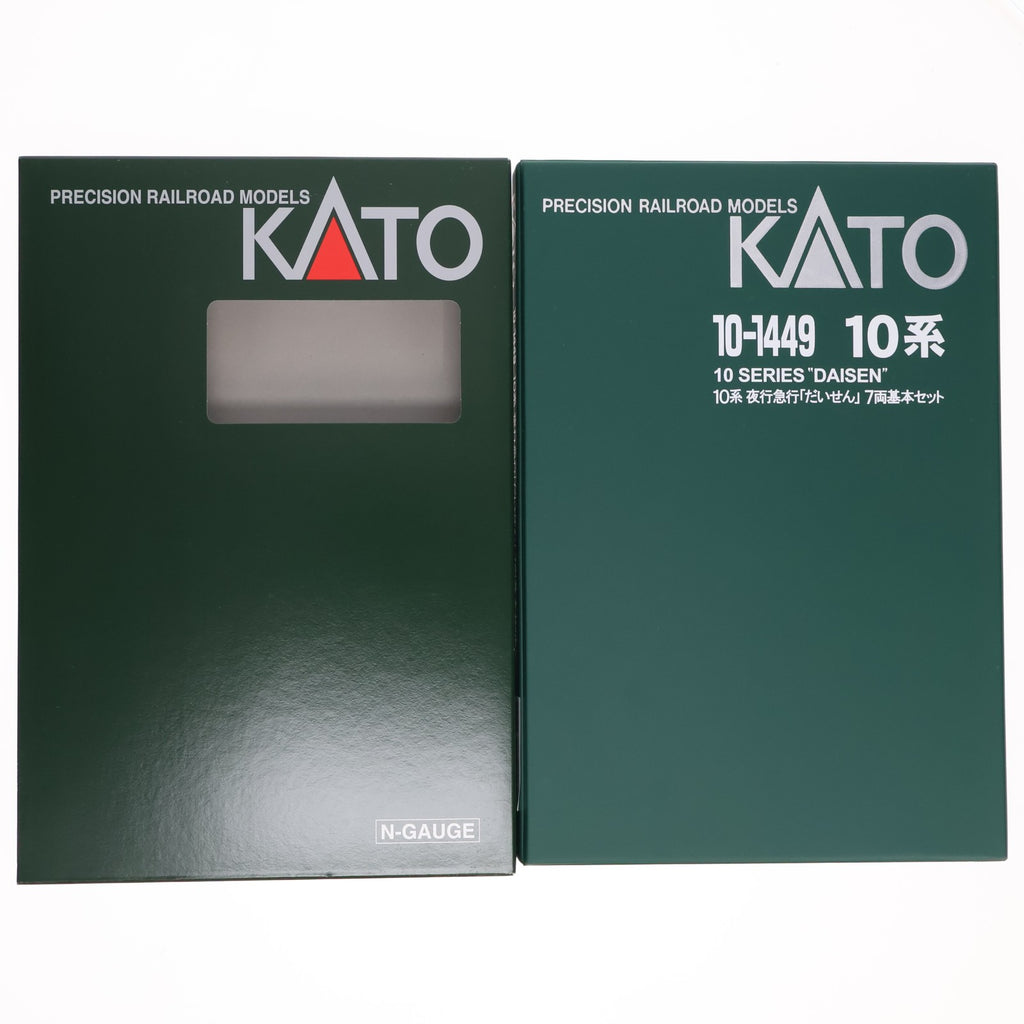 PRECISION RAILROAD MODELS
KATO
N-GAUGE
PRECISION RAILROAD MODELS
KATO
10-1449 10系
10 SERIES "DAISEN"
10系 夜行急行「だいせん」 7両基本セット